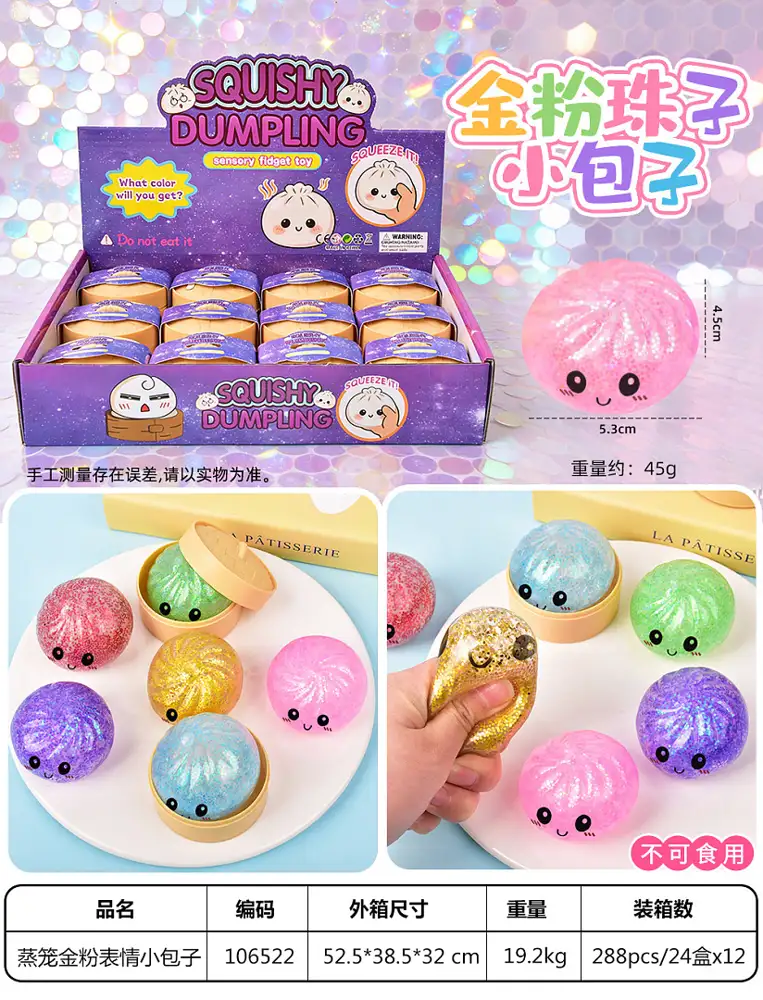 SQUISHY
DUMPLING
sensory fidget toy
SQUEEZE IT!
What color
will you get?
Do not eat it
WARNING:
MADE IN CHINA
金粉珠子
小包子
SQUISHY
DUMPLING
SQUEEZE IT!
4.5cm
5.3cm
手工测量存在误差,请以实物为准。
重量约：45g
LA PÂTISSERIE
LA PÂTISSE
不可食用
品名 编码 外箱尺寸 重量 装箱数
蒸笼金粉表情小包子 106522 52.5*38.5*32 cm 19.2kg 288pcs/24盒x12